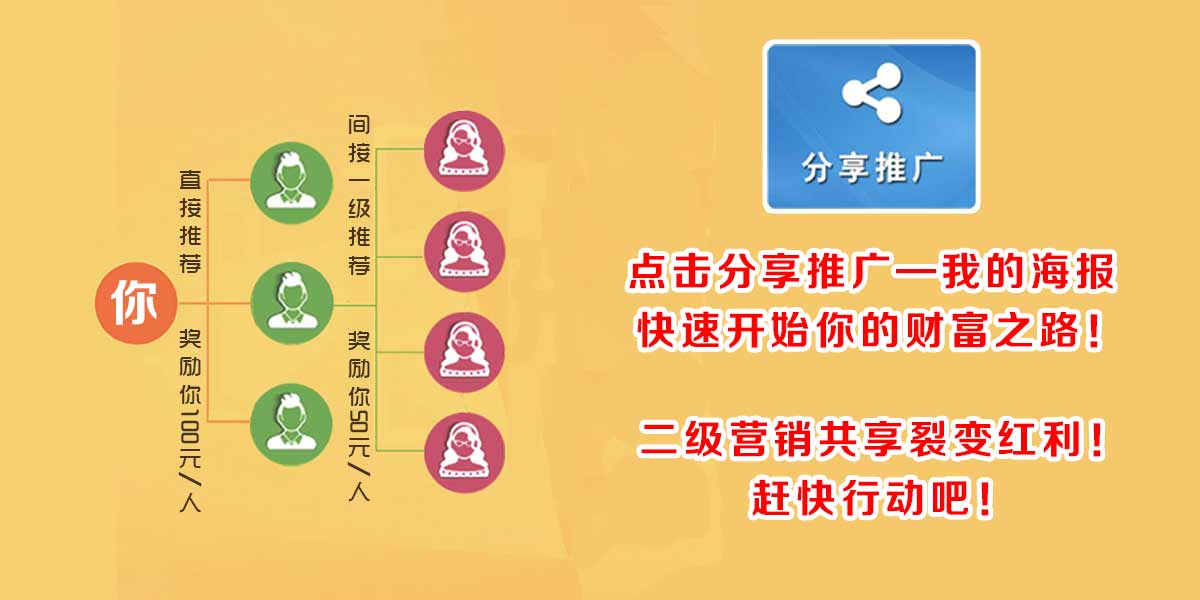 你
直接推荐
奖励你100元/人
间接一级推荐
奖励你50元/人
分享推广
点击分享推广—我的海报
快速开始你的财富之路！
二级营销共享裂变红利！
赶快行动吧！